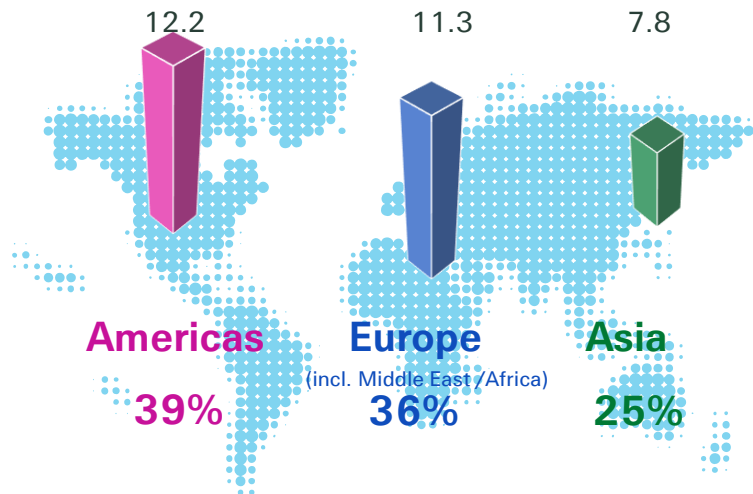 12.2
11.3
7.8
Americas
Europe
Asia
(incl. Middle East /Africa)
39%
36%
25%